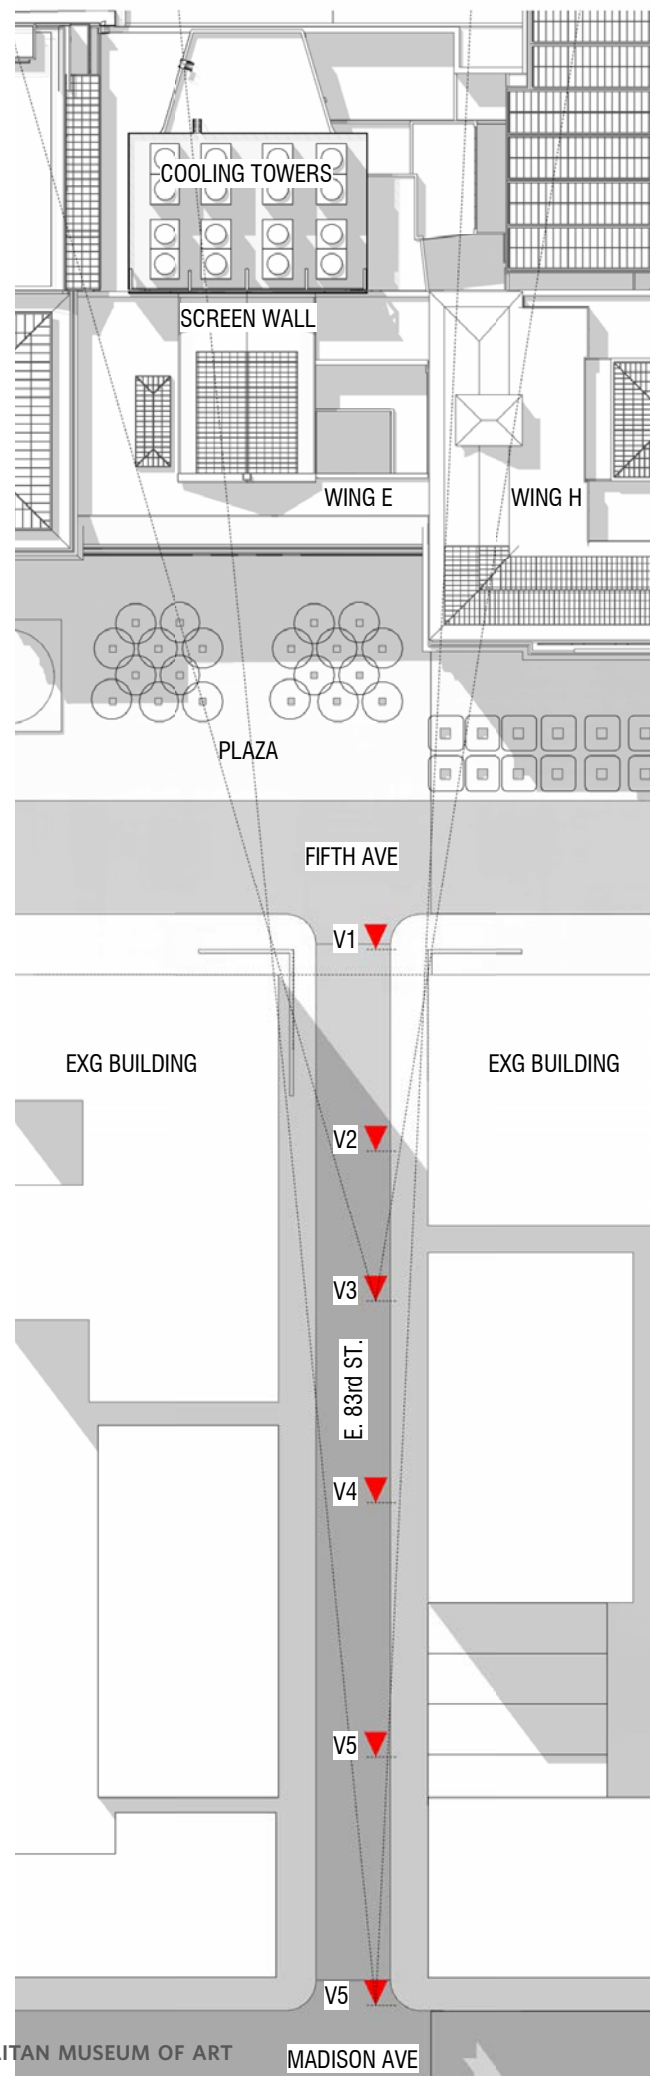 COOLING TOWERS
SCREEN WALL
WING E
WING H
PLAZA
FIFTH AVE
V1
EXG BUILDING
EXG BUILDING
V2
V3
E. 83rd ST.
V4
V5
V5
MUSEUM OF ART
MADISON AVE